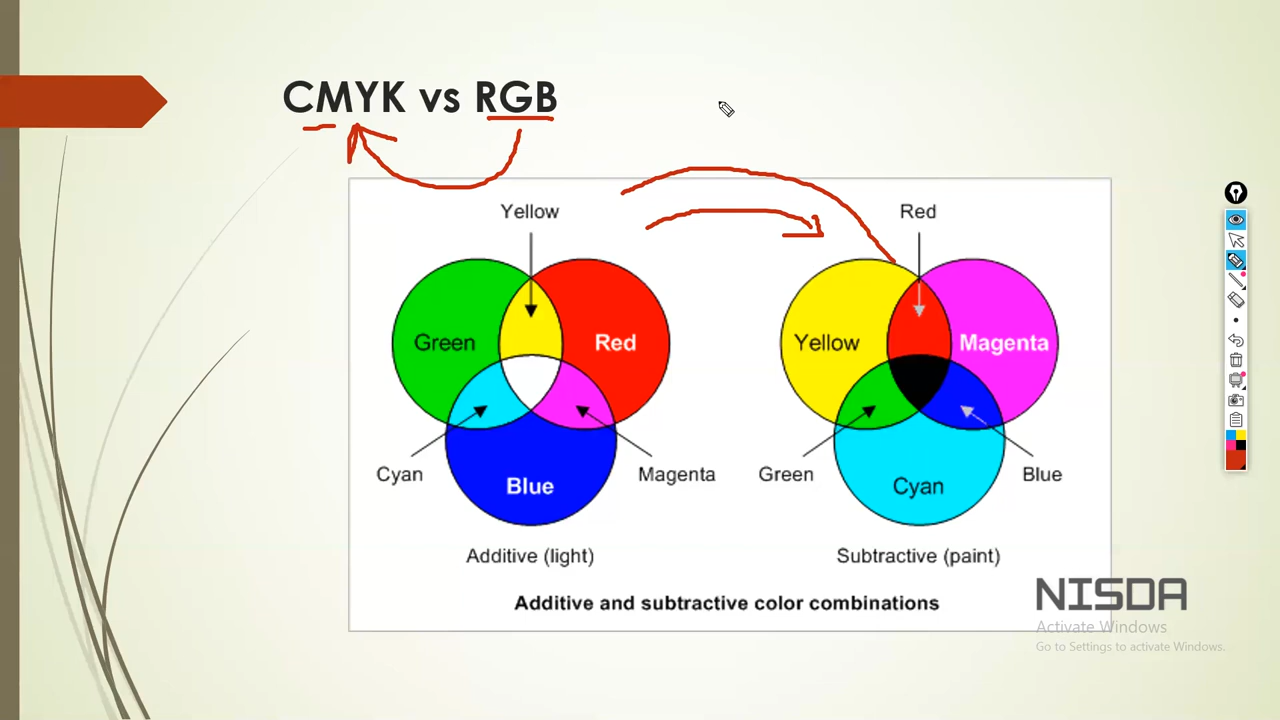 CMYK vs RGB
Yellow
Red
Green
Red
Yellow
Magenta
Cyan
Magenta
Green
Blue
Blue
Cyan
Additive (light)
Subtractive (paint)
Additive and subtractive color combinations
NISDA
Activate Windows
Go to Settings to activate Windows.